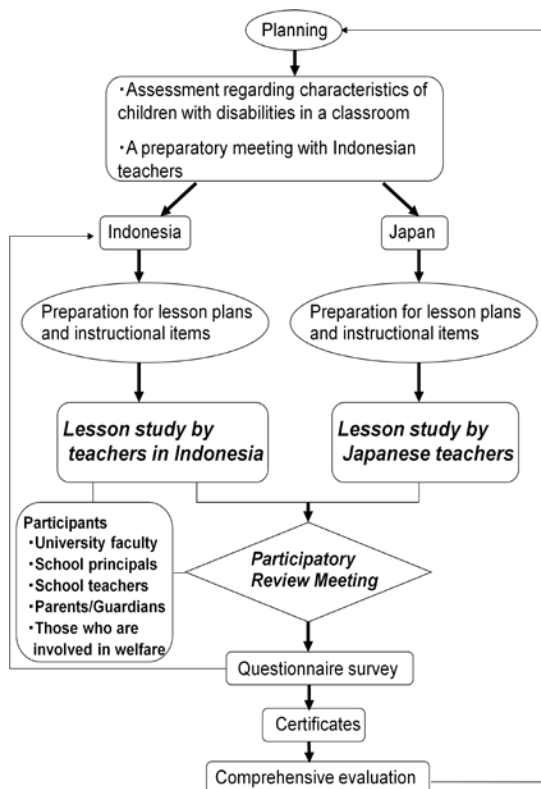 Planning
・Assessment regarding characteristics of
children with disabilities in a classroom
・A preparatory meeting with Indonesian
teachers
Indonesia
Japan
Preparation for lesson plans
and instructional items
Preparation for lesson plans
and instructional items
Lesson study by
teachers in Indonesia
Lesson study by
Japanese teachers
Participants
・University faculty
・School principals
・School teachers
・Parents/Guardians
・Those who are
involved in welfare
Participatory
Review Meeting
Questionnaire survey
Certificates
Comprehensive evaluation